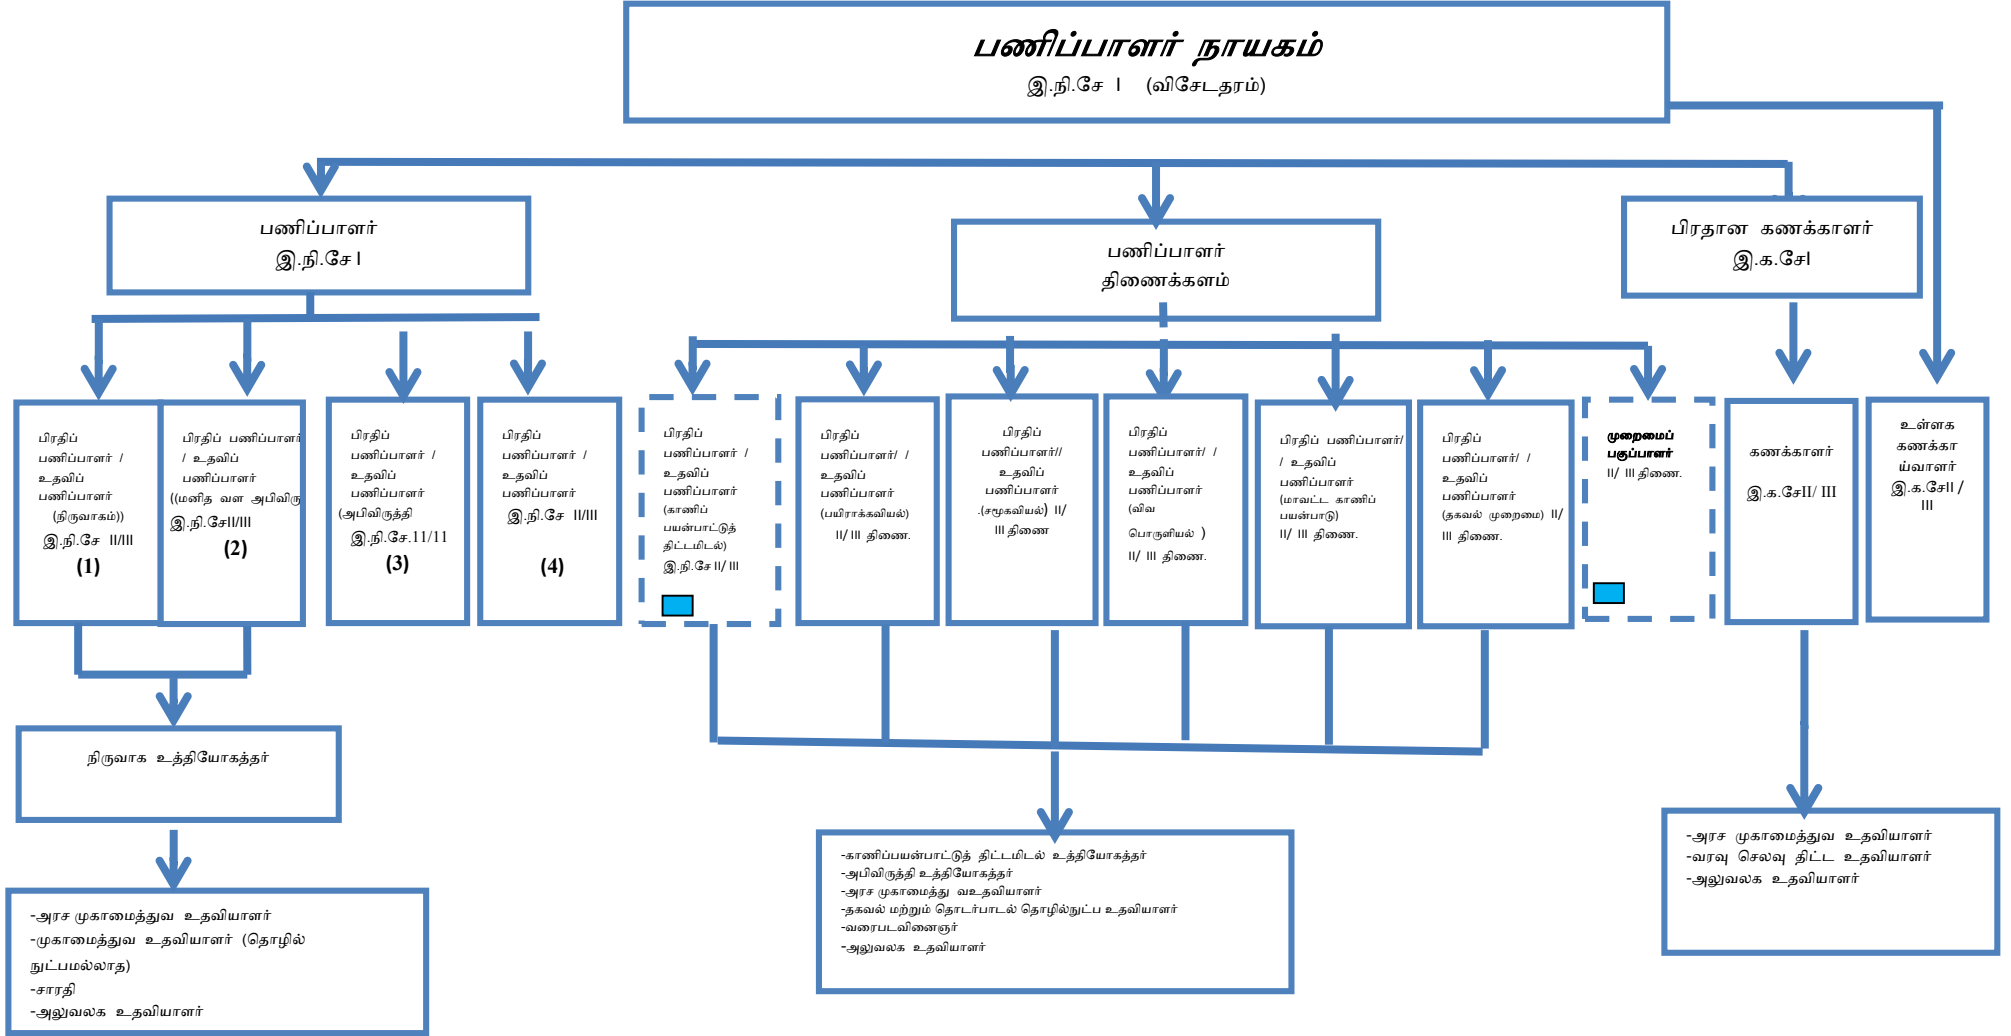 பணிப்பாளர் நாயகம்
இ.நி.சே I (விசேடதரம்)
பணிப்பாளர்
இ.நி.சே I
பணிப்பாளர்
திணைக்களம்
பிரதான கணக்காளர்
இ.க.சேI
பிரதிப்
பணிப்பாளர் /
உதவிப்
பணிப்பாளர்
(நிருவாகம்))
இ.நி.சே II/III
(1)
பிரதிப் பணிப்பாளர்
/ உதவிப்
பணிப்பாளர்
((மனித வள அபிவிரு
இ.நி.சேII/III
(2)
பிரதிப்
பணிப்பாளர் /
உதவிப்
பணிப்பாளர்
(அபிவிருத்தி
இ.நி.சே.11/11
(3)
பிரதிப்
பணிப்பாளர் /
உதவிப்
பணிப்பாளர்
இ.நி.சே II/III
(4)
பிரதிப்
பணிப்பாளர் /
உதவிப்
பணிப்பாளர்
(காணிப்
பயன்பாட்டுத்
திட்டமிடல்)
இ.நி.சே II/ III
பிரதிப்
பணிப்பாளர்/ /
உதவிப்
பணிப்பாளர்
(பயிராக்கவியல்)
II/ III திணை.
பிரதிப்
பணிப்பாளர்//
உதவிப்
பணிப்பாளர்
.(சமூகவியல்) II/
III திணை
பிரதிப்
பணிப்பாளர்/ /
உதவிப்
பணிப்பாளர்
(விவ
பொருளியல் )
II/ III திணை.
பிரதிப் பணிப்பாளர்/
/ உதவிப்
பணிப்பாளர்
(மாவட்ட காணிப்
பயன்பாடு)
II/ III திணை.
பிரதிப்
பணிப்பாளர்/ /
உதவிப்
பணிப்பாளர்
(தகவல் முறைமை) II/
III திணை.
முறைமைப்
பகுப்பாளர்
II/ III திணை.
கணக்காளர்
இ.க.சேII/ III
உள்ளக
கணக்கா
ய்வாளர்
இ.க.சேII /
III
நிருவாக உத்தியோகத்தர்
-அரச முகாமைத்துவ உதவியாளர்
-முகாமைத்துவ உதவியாளர் (தொழில்
நுட்பமல்லாத)
-சாரதி
-அலுவலக உதவியாளர்
-காணிப்பயன்பாட்டுத் திட்டமிடல் உத்தியோகத்தர்
-அபிவிருத்தி உத்தியோகத்தர்
-அரச முகாமைத்து வஉதவியாளர்
-தகவல் மற்றும் தொடர்பாடல் தொழில்நுட்ப உதவியாளர்
-வரைபடவினைஞர்
-அலுவலக உதவியாளர்
-அரச முகாமைத்துவ உதவியாளர்
-வரவு செலவு திட்ட உதவியாளர்
-அலுவலக உதவியாளர்